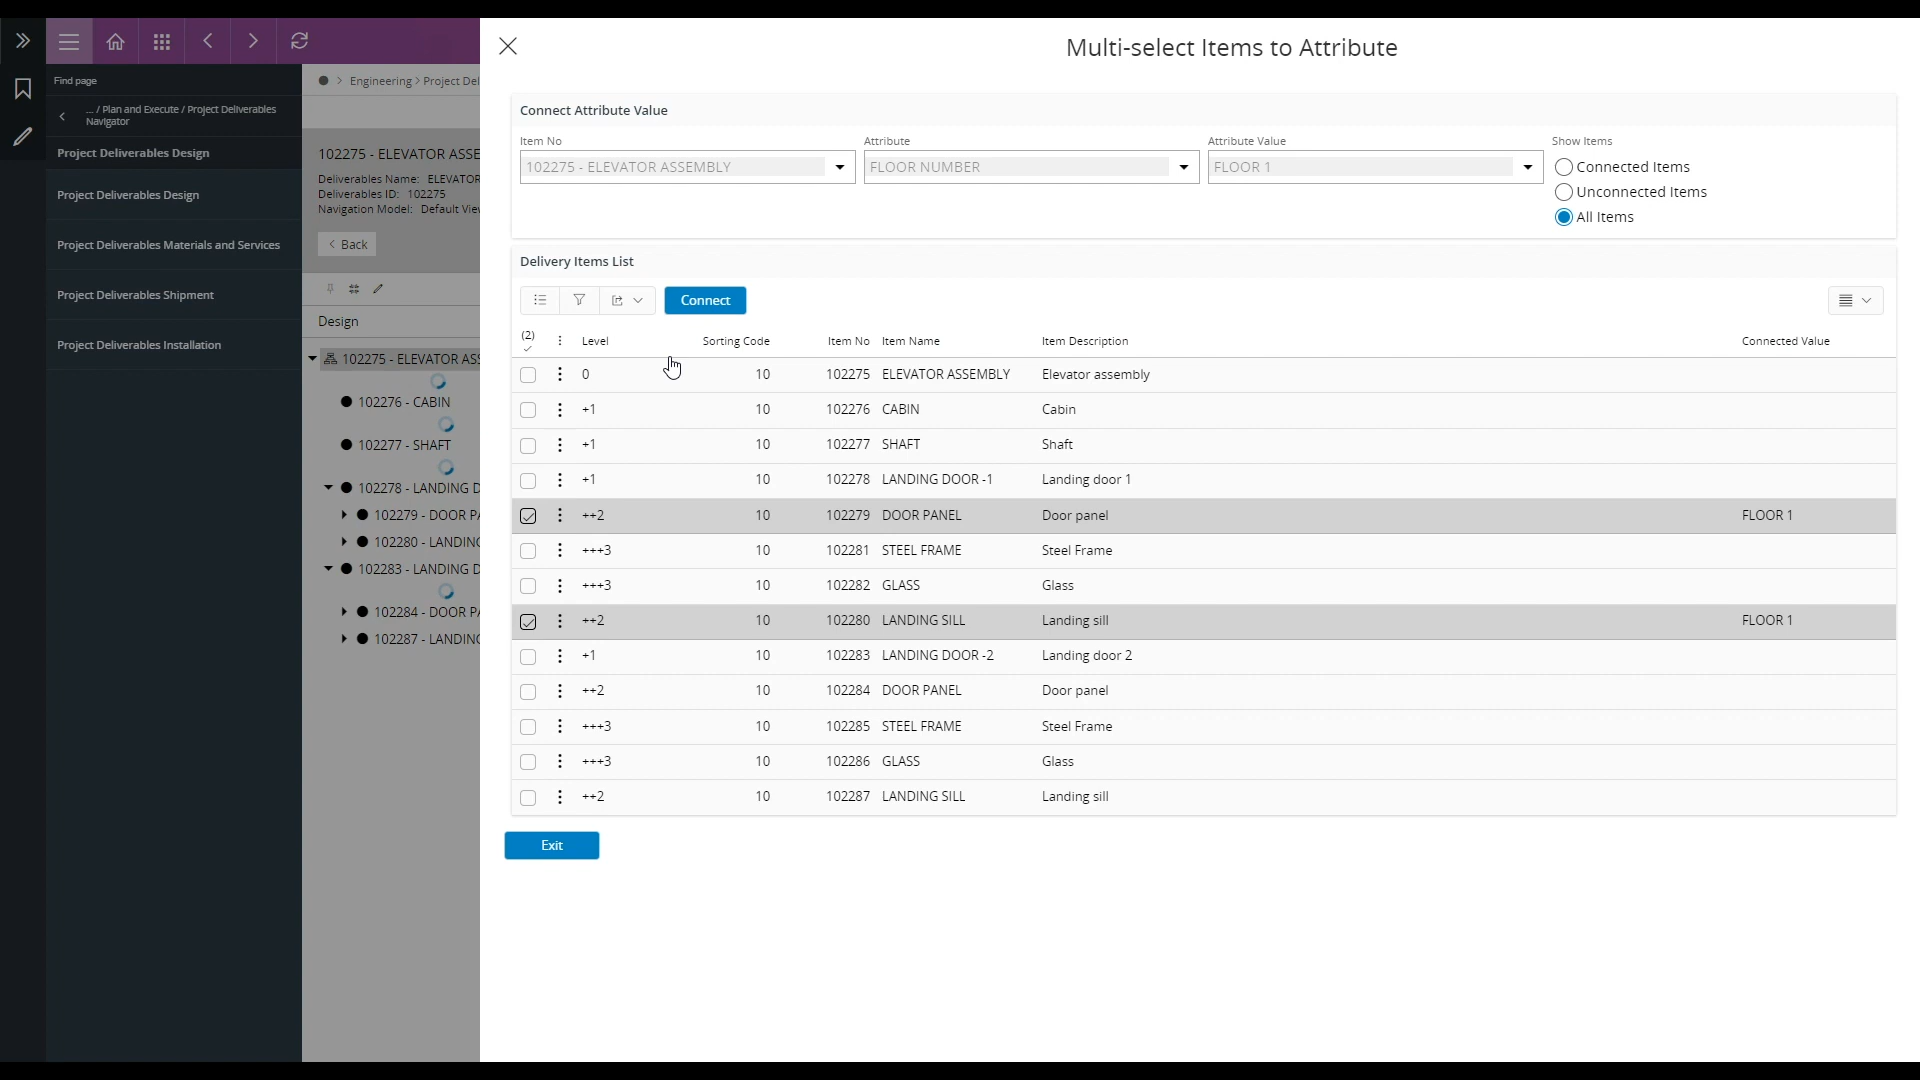 Multi-select Items to Attribute
Find page
... / Plan and Execute / Project Deliverables
Navigator
Project Deliverables Design
Project Deliverables Design
Project Deliverables Materials and Services
Project Deliverables Shipment
Project Deliverables Installation
Engineering > Project Del
102275 - ELEVATOR ASSE
Deliverables Name: ELEVATOR
Deliverables ID: 102275
Navigation Model: Default Vie
Back
Design
102275 - ELEVATOR ASS
102276 - CABIN
102277 - SHAFT
102278 - LANDING D
102279 - DOOR PA
102280 - LANDING
102283 - LANDING D
102284 - DOOR PA
102287 - LANDING
Connect Attribute Value
Item No Attribute Attribute Value Show Items
102275 - ELEVATOR ASSEMBLY FLOOR NUMBER FLOOR 1
Connected Items
Unconnected Items
All Items
Delivery Items List
Connect
(2) Level Sorting Code Item No Item Name Item Description Connected Value
0 10 102275 ELEVATOR ASSEMBLY Elevator assembly
+1 10 102276 CABIN Cabin
+1 10 102277 SHAFT Shaft
+1 10 102278 LANDING DOOR -1 Landing door 1
++2 10 102279 DOOR PANEL Door panel FLOOR 1
+++3 10 102281 STEEL FRAME Steel Frame
+++3 10 102282 GLASS Glass
++2 10 102280 LANDING SILL Landing sill FLOOR 1
+1 10 102283 LANDING DOOR -2 Landing door 2
++2 10 102284 DOOR PANEL Door panel
+++3 10 102285 STEEL FRAME Steel Frame
+++3 10 102286 GLASS Glass
++2 10 102287 LANDING SILL Landing sill
Exit